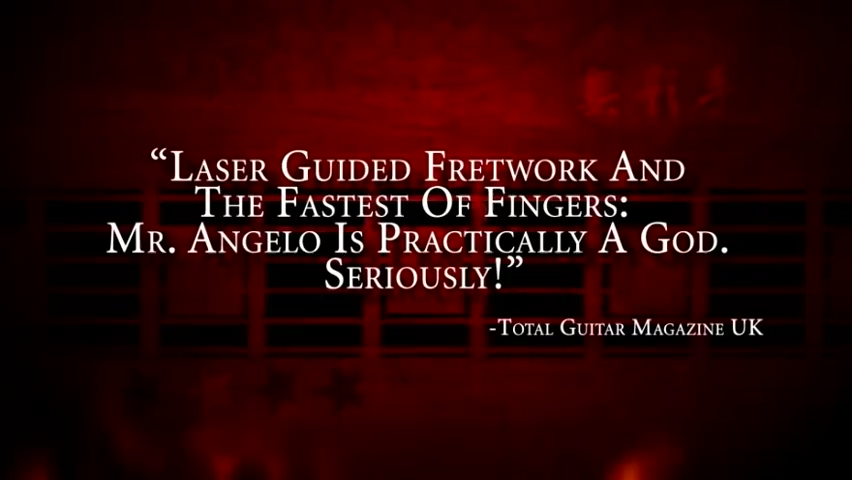 “Laser Guided Fretwork And
The Fastest Of Fingers:
Mr. Angelo Is Practically A God.
Seriously!”
-Total Guitar Magazine UK